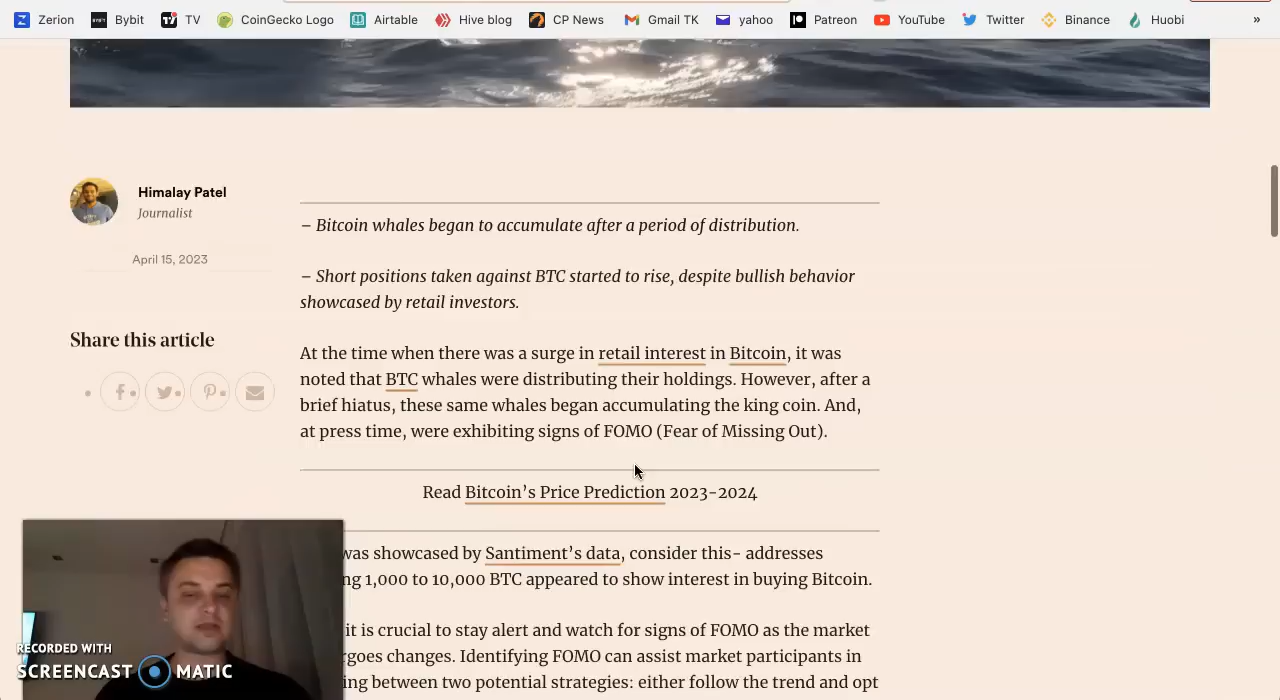 Zerion Bybit TV CoinGecko Logo Airtable Hive blog CP News Gmail TK yahoo Patreon YouTube Twitter Binance Huobi »
Himalay Patel
Journalist
April 15, 2023
Share this article
– Bitcoin whales began to accumulate after a period of distribution.
– Short positions taken against BTC started to rise, despite bullish behavior
showcased by retail investors.
At the time when there was a surge in retail interest in Bitcoin, it was
noted that BTC whales were distributing their holdings. However, after a
brief hiatus, these same whales began accumulating the king coin. And,
at press time, were exhibiting signs of FOMO (Fear of Missing Out).
Read Bitcoin’s Price Prediction 2023-2024
was showcased by Santiment’s data, consider this- addresses
ng 1,000 to 10,000 BTC appeared to show interest in buying Bitcoin.
it is crucial to stay alert and watch for signs of FOMO as the market
rgoes changes. Identifying FOMO can assist market participants in
ing between two potential strategies: either follow the trend and opt
RECORDED WITH
SCREENCAST MATIC